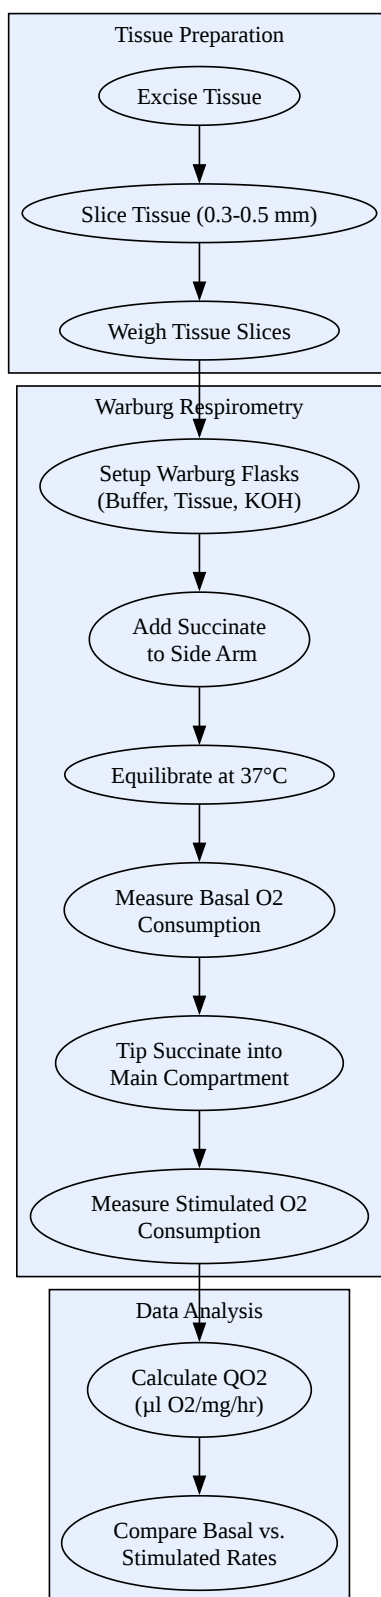 Tissue Preparation
Excise Tissue
Slice Tissue (0.3-0.5 mm)
Weigh Tissue Slices
Warburg Respirometry
Setup Warburg Flasks
(Buffer, Tissue, KOH)
Add Succinate
to Side Arm
Equilibrate at 37°C
Measure Basal O2
Consumption
Tip Succinate into
Main Compartment
Measure Stimulated O2
Consumption
Data Analysis
Calculate QO2
(µl O2/mg/hr)
Compare Basal vs.
Stimulated Rates